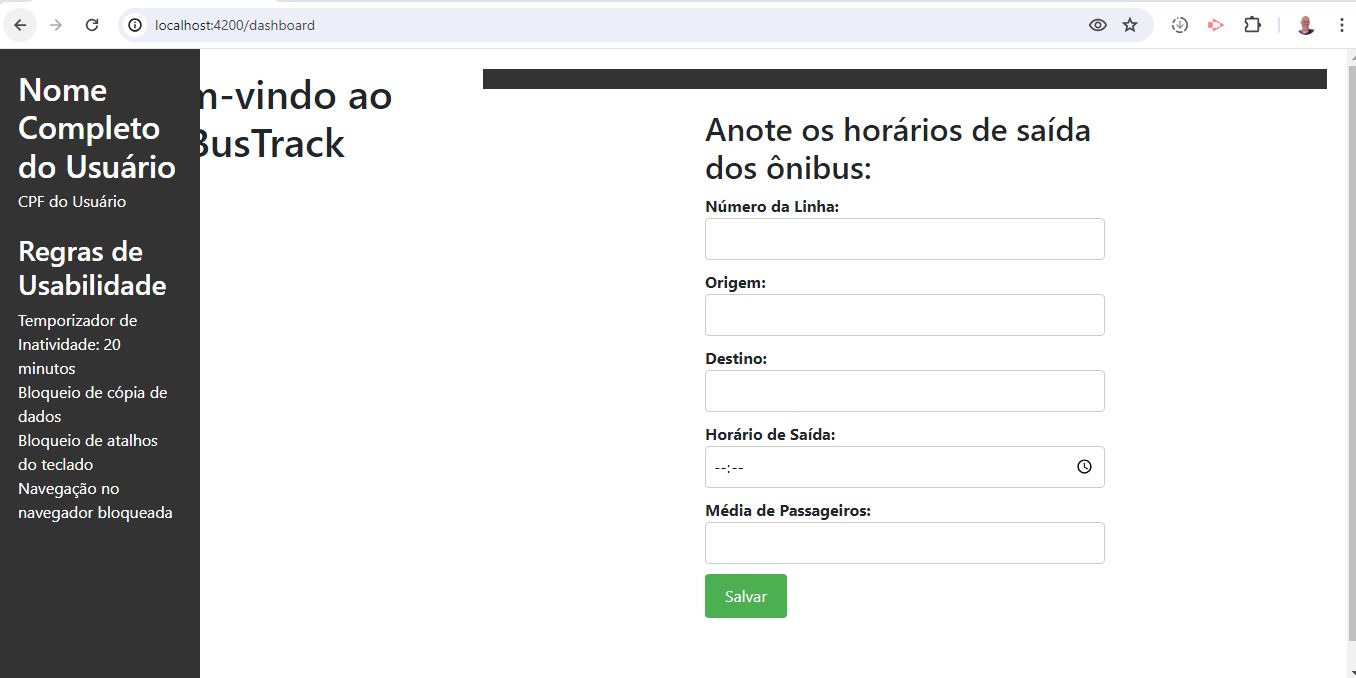 localhost:4200/dashboard
Nome
Completo
do Usuário
CPF do Usuário
Regras de
Usabilidade
Temporizador de
Inatividade: 20
minutos
Bloqueio de cópia de
dados
Bloqueio de atalhos
do teclado
Navegação no
navegador bloqueada
m-vindo ao
BusTrack
Anote os horários de saída
dos ônibus:
Número da Linha:
Origem:
Destino:
Horário de Saída:
--:--
Média de Passageiros:
Salvar